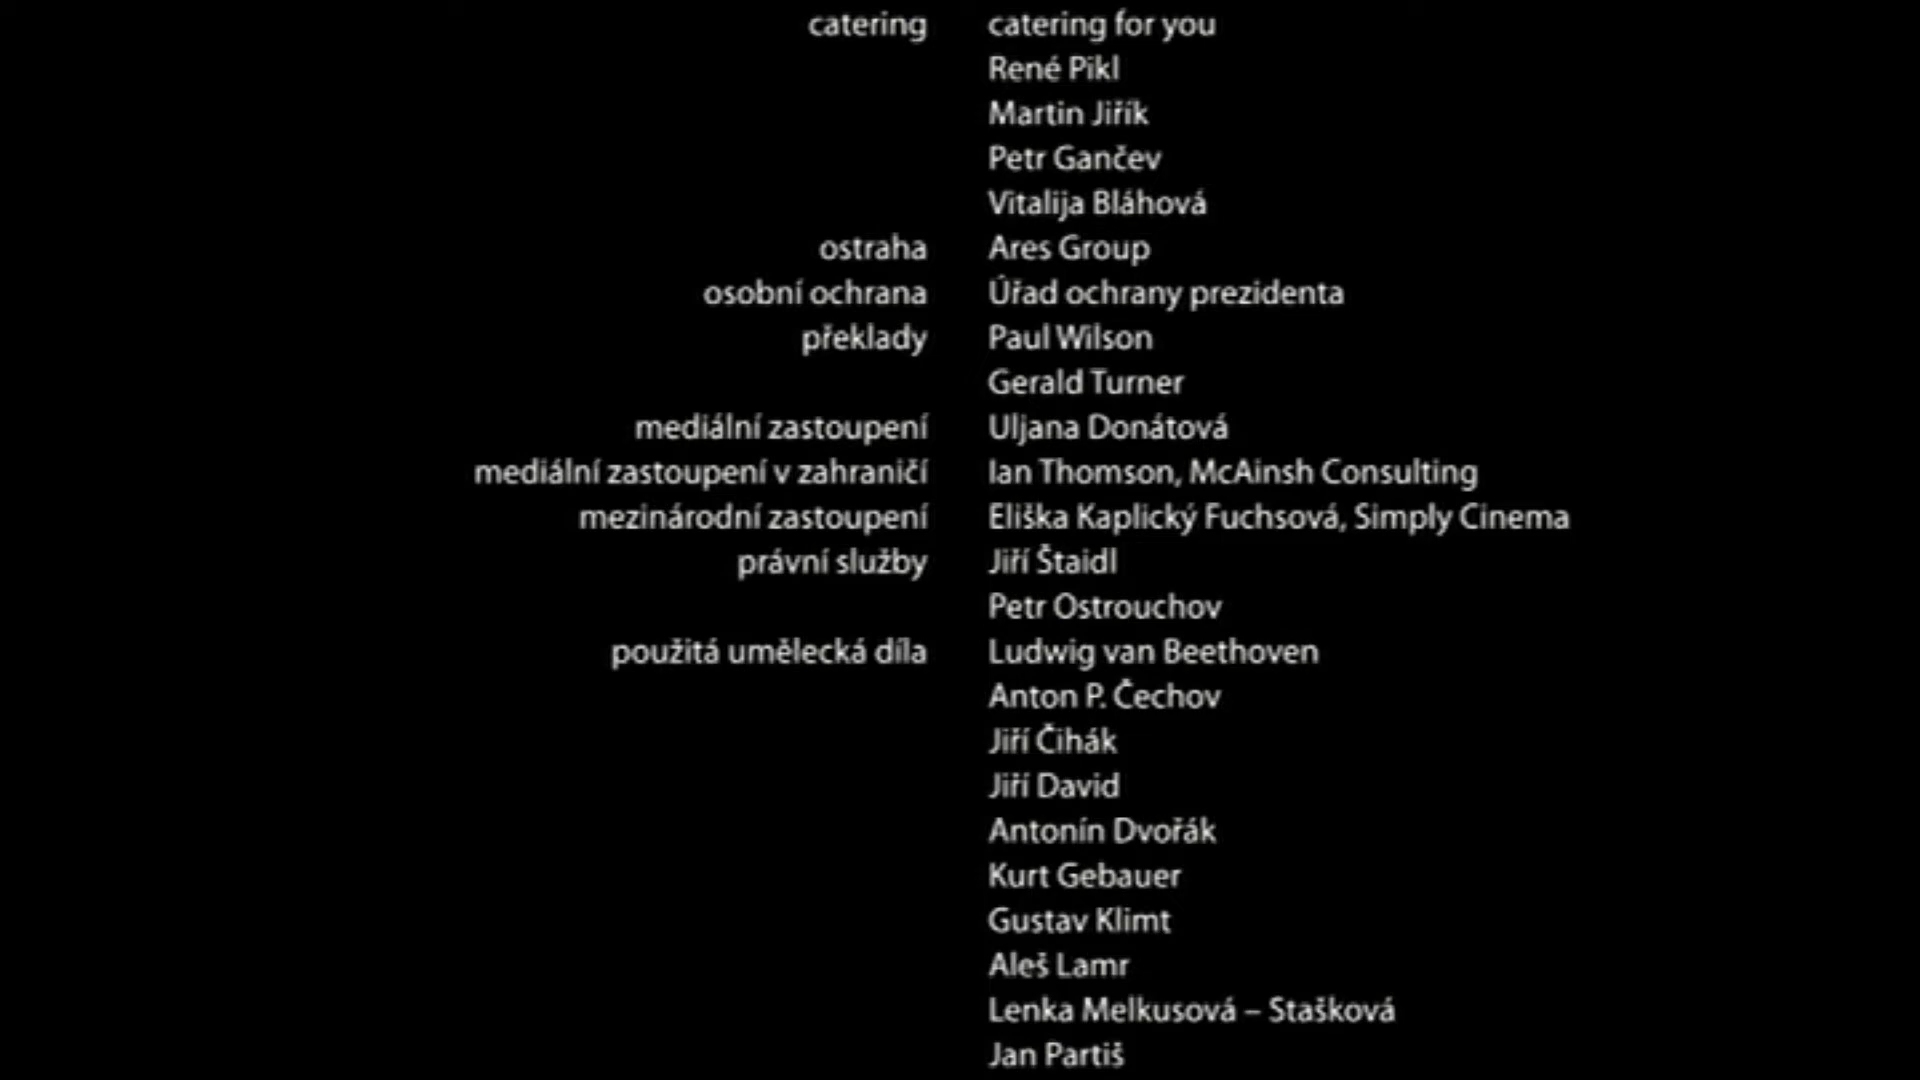 catering catering for you
René Pikl
Martin Jiřík
Petr Gančev
Vitalija Bláhová
ostraha Ares Group
osobní ochrana Úřad ochrany prezidenta
překlady Paul Wilson
Gerald Turner
mediální zastoupení Uljana Donátová
mediální zastoupení v zahraničí Ian Thomson, McAinsh Consulting
mezinárodní zastoupení Eliška Kaplický Fuchsová, Simply Cinema
právní služby Jiří Štaidl
Petr Ostrouchov
použitá umělecká díla Ludwig van Beethoven
Anton P. Čechov
Jiří Čihák
Jiří David
Antonín Dvořák
Kurt Gebauer
Gustav Klimt
Aleš Lamr
Lenka Melkusová – Stašková
Jan Partiš